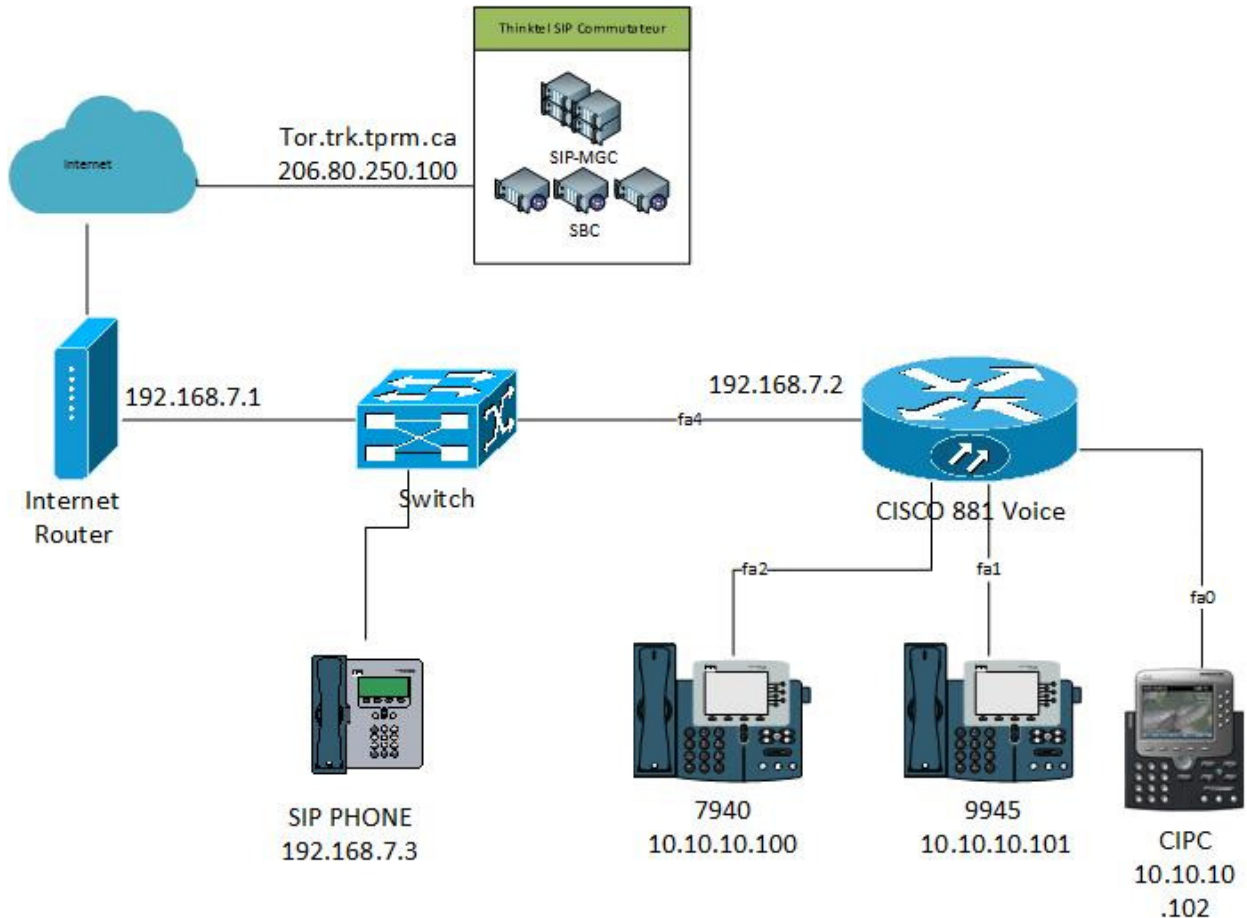 Thinktel SIP Commutateur
Internet
Tor.trk.tprm.ca
206.80.250.100
SIP-MGC
SBC
192.168.7.1
192.168.7.2
fa4
Internet
Router
Switch
CISCO 881 Voice
fa2
fa1
fa0
SIP PHONE
192.168.7.3
7940
10.10.10.100
9945
10.10.10.101
CIPC
10.10.10
.102